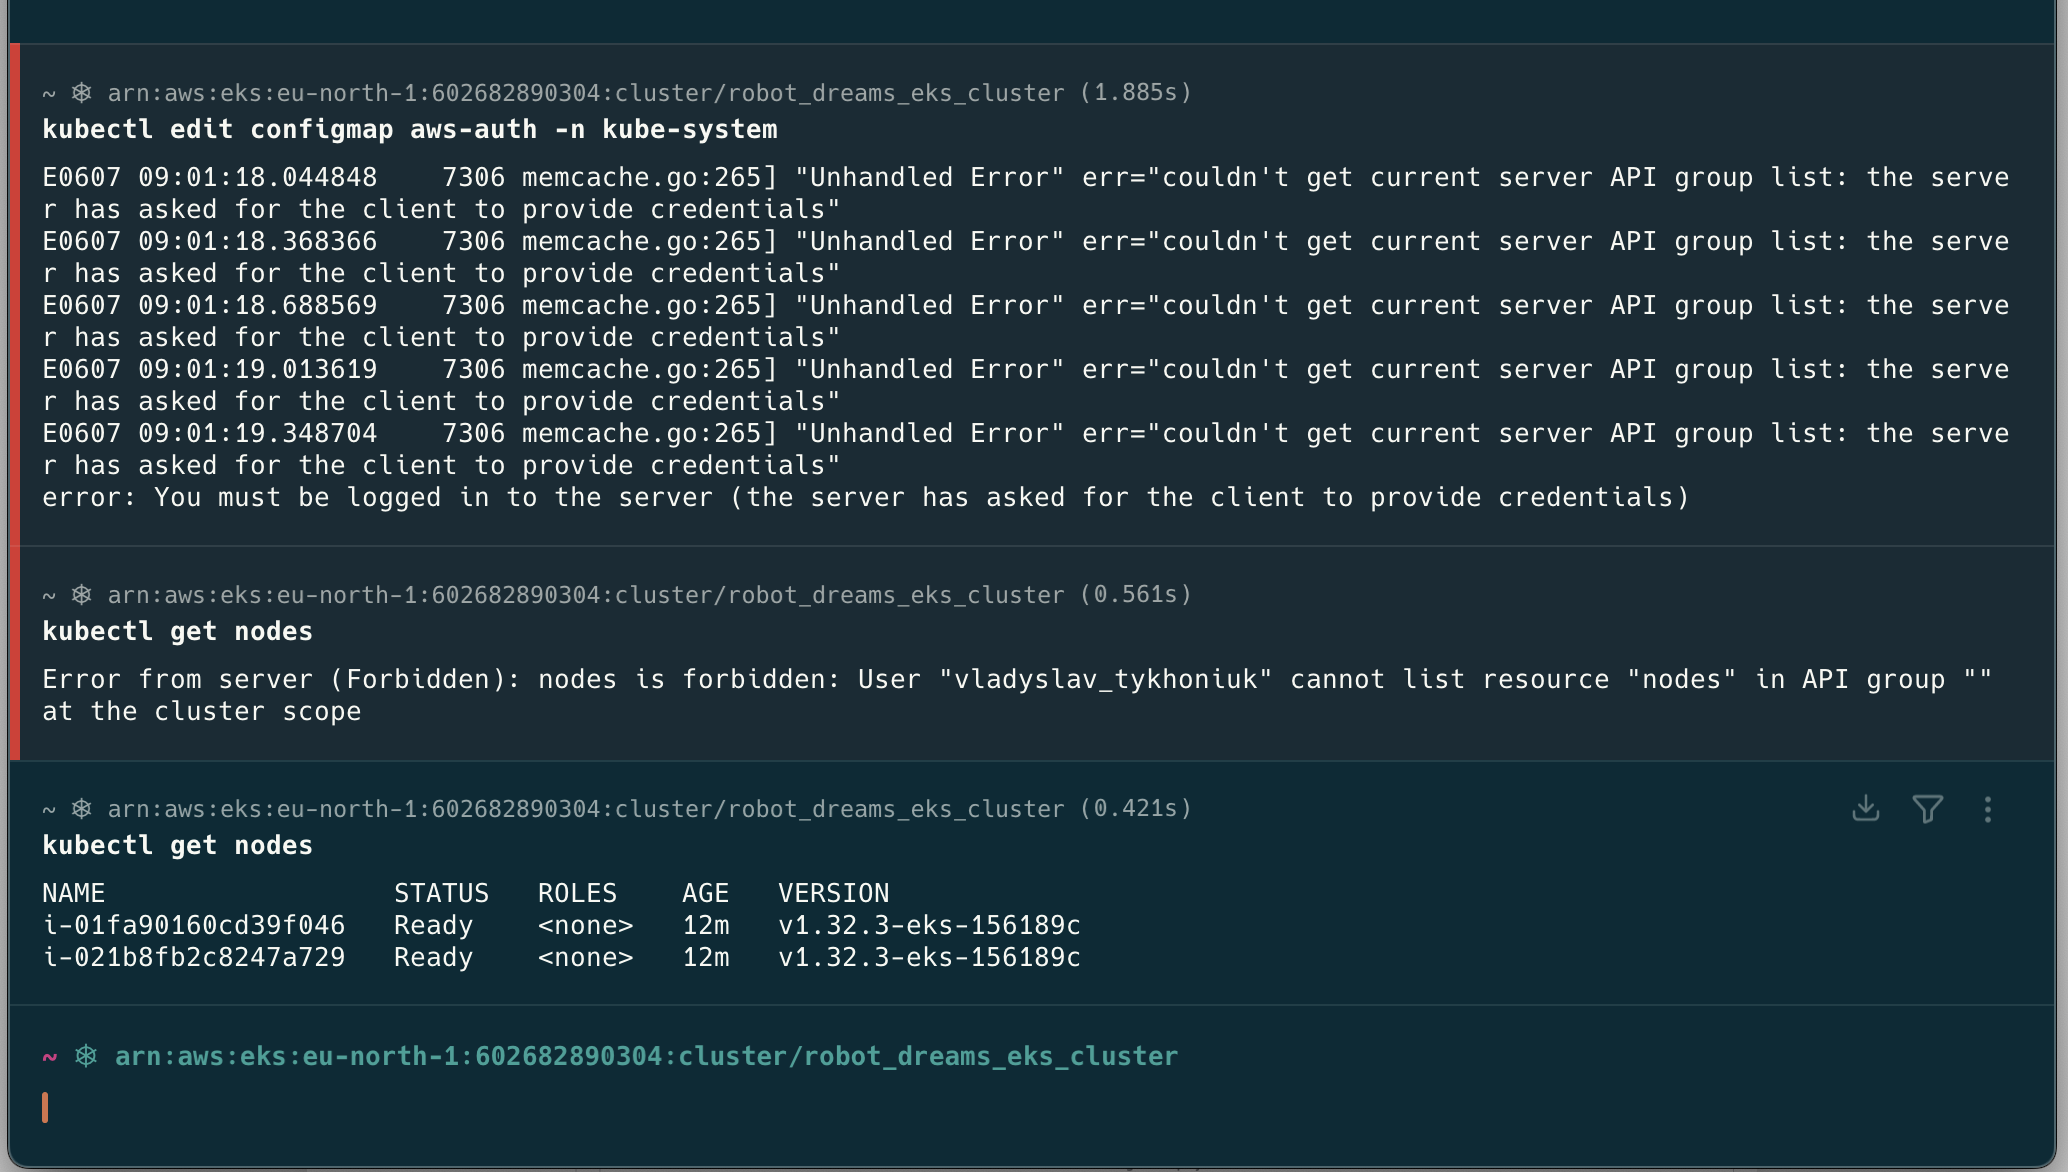 ~ ⎈ arn:aws:eks:eu-north-1:602682890304:cluster/robot_dreams_eks_cluster (1.885s)
kubectl edit configmap aws-auth -n kube-system
E0607 09:01:18.044848    7306 memcache.go:265] "Unhandled Error" err="couldn't get current server API group list: the serve
r has asked for the client to provide credentials"
E0607 09:01:18.368366    7306 memcache.go:265] "Unhandled Error" err="couldn't get current server API group list: the serve
r has asked for the client to provide credentials"
E0607 09:01:18.688569    7306 memcache.go:265] "Unhandled Error" err="couldn't get current server API group list: the serve
r has asked for the client to provide credentials"
E0607 09:01:19.013619    7306 memcache.go:265] "Unhandled Error" err="couldn't get current server API group list: the serve
r has asked for the client to provide credentials"
E0607 09:01:19.348704    7306 memcache.go:265] "Unhandled Error" err="couldn't get current server API group list: the serve
r has asked for the client to provide credentials"
error: You must be logged in to the server (the server has asked for the client to provide credentials)
~ ⎈ arn:aws:eks:eu-north-1:602682890304:cluster/robot_dreams_eks_cluster (0.561s)
kubectl get nodes
Error from server (Forbidden): nodes is forbidden: User "vladyslav_tykhoniuk" cannot list resource "nodes" in API group ""
at the cluster scope
~ ⎈ arn:aws:eks:eu-north-1:602682890304:cluster/robot_dreams_eks_cluster (0.421s)
kubectl get nodes
NAME                  STATUS   ROLES    AGE   VERSION
i-01fa90160cd39f046   Ready    <none>   12m   v1.32.3-eks-156189c
i-021b8fb2c8247a729   Ready    <none>   12m   v1.32.3-eks-156189c
~ ⎈ arn:aws:eks:eu-north-1:602682890304:cluster/robot_dreams_eks_cluster